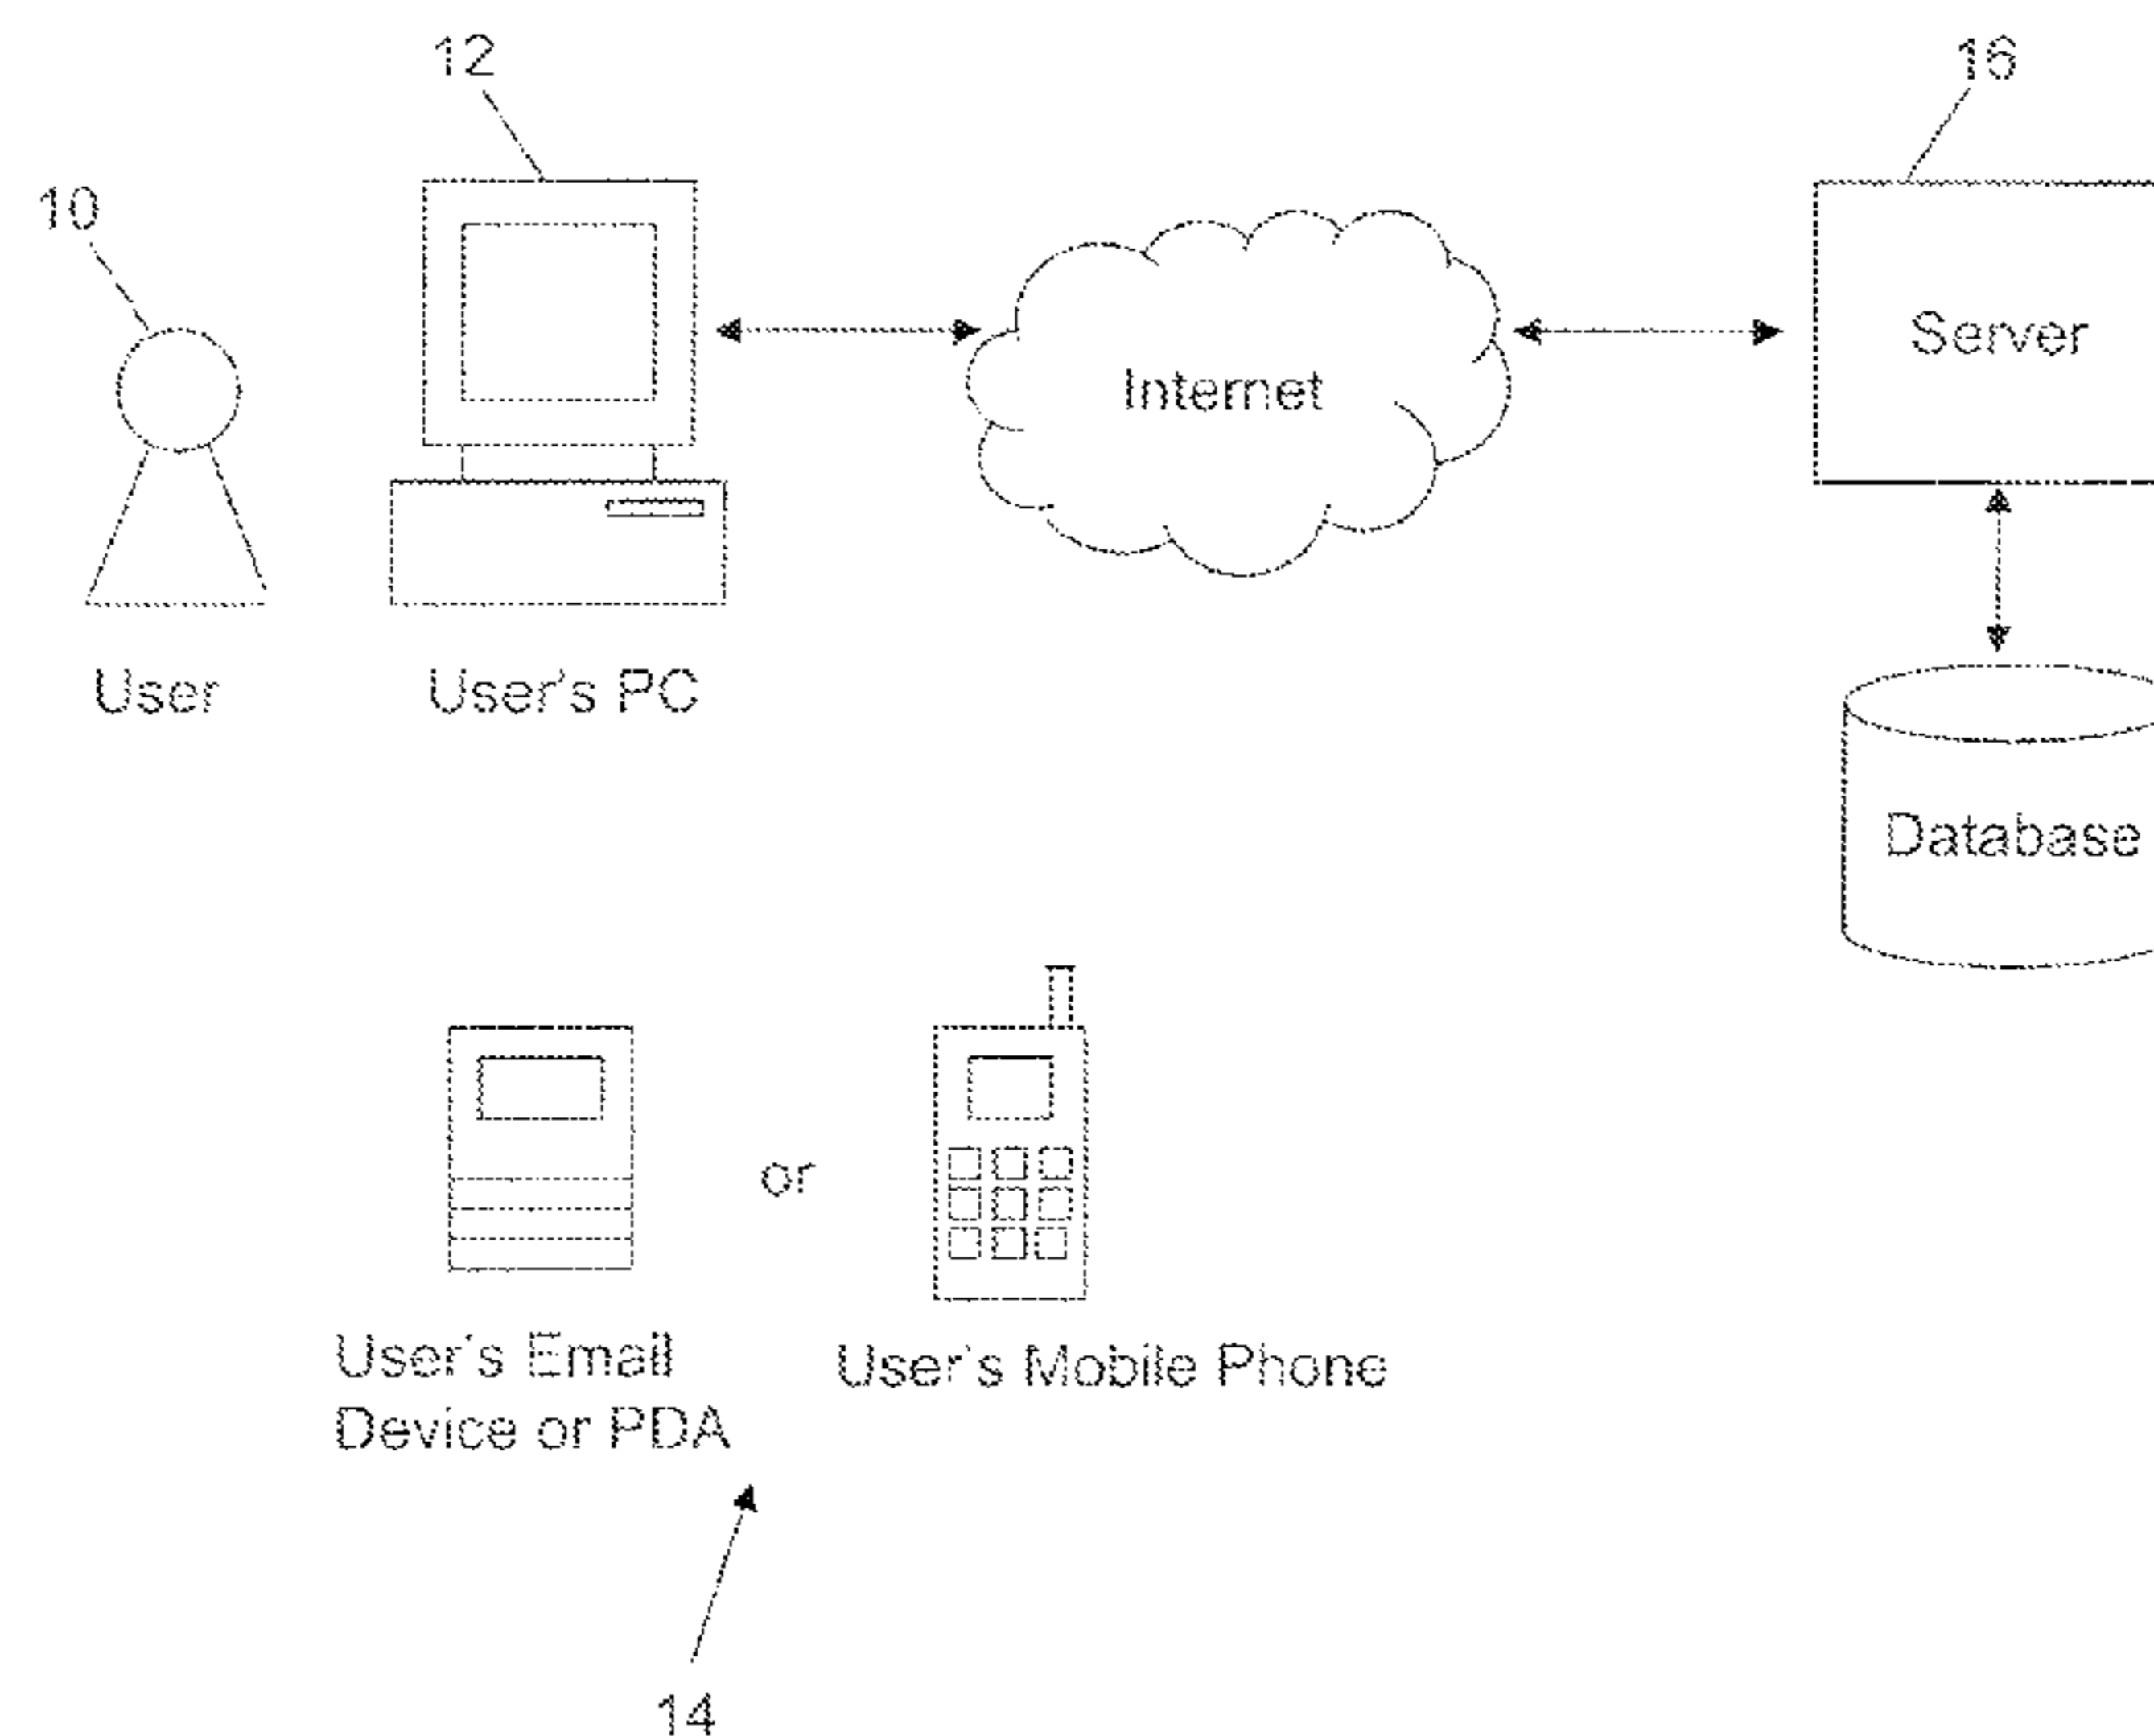 12
16
10
Server
Internet
User
User's PC
Database
or
User's Email
Device or PDA
User's Mobile Phone
14